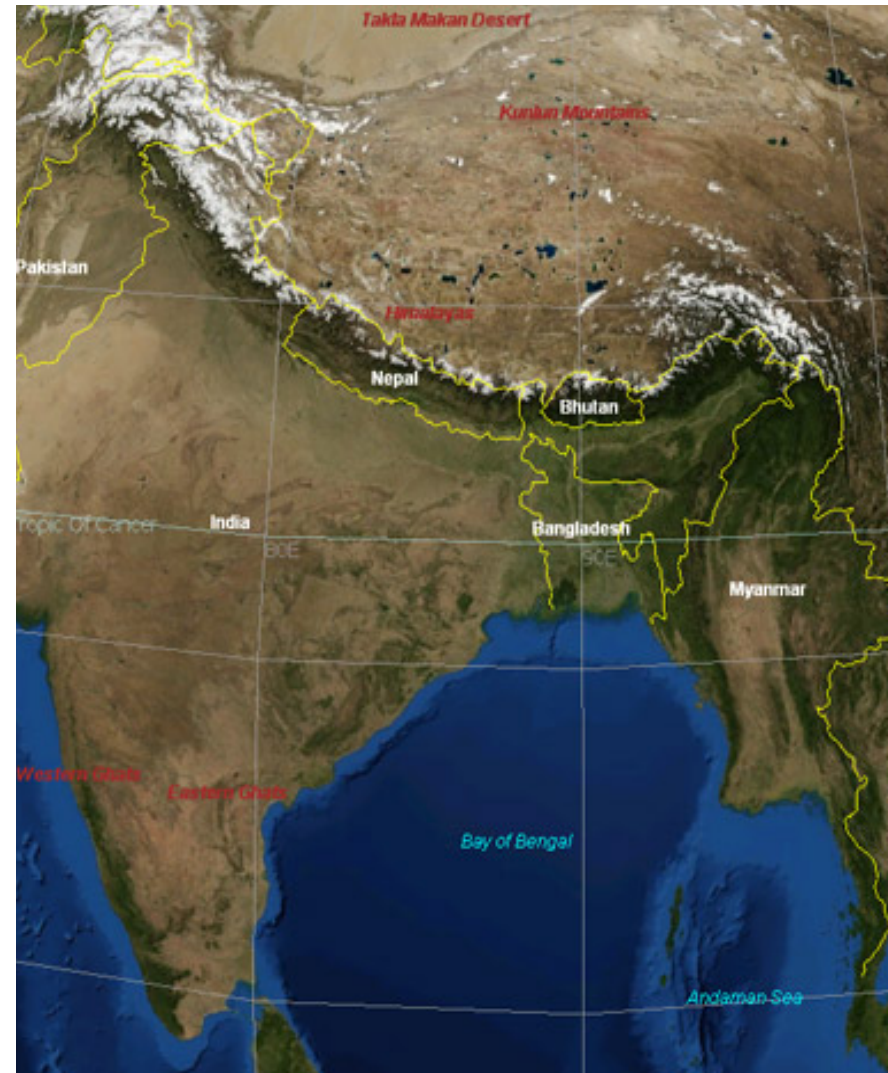 Takla Makan Desert
Kunlun Mountains
Pakistan
Himalayas
Nepal
Bhutan
Tropic Of Cancer
India
Bangladesh
80E
90E
Myanmar
Western Ghats
Eastern Ghats
Bay of Bengal
Andaman Sea